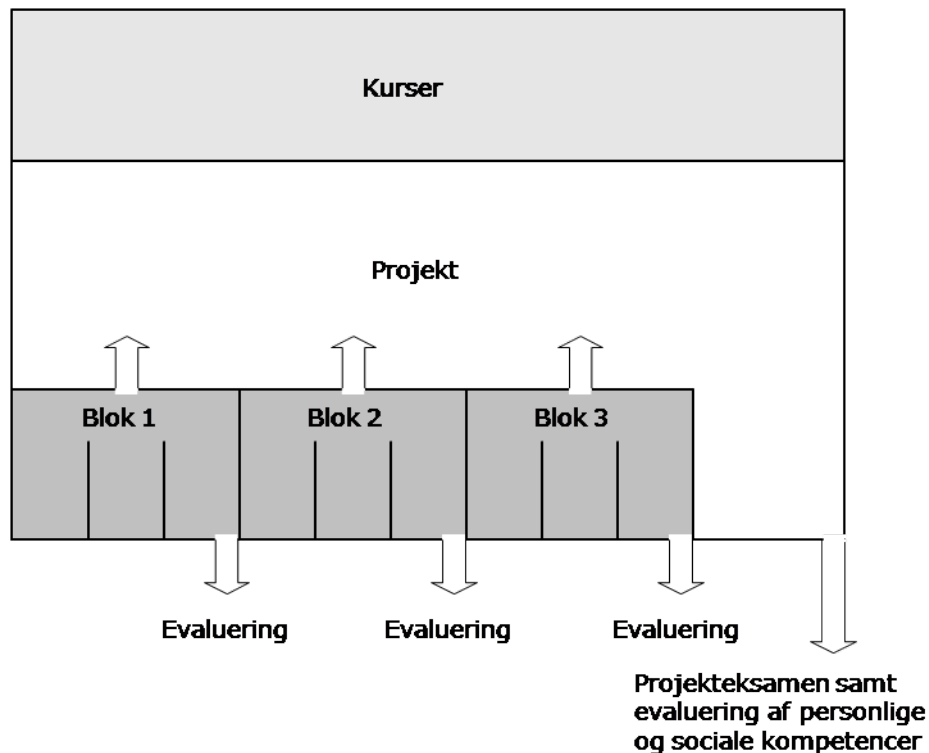 Kurser
Projekt
Blok 1
Blok 2
Blok 3
Evaluering
Evaluering
Evaluering
Projekteksamen samt
evaluering af personlige
og sociale kompetencer